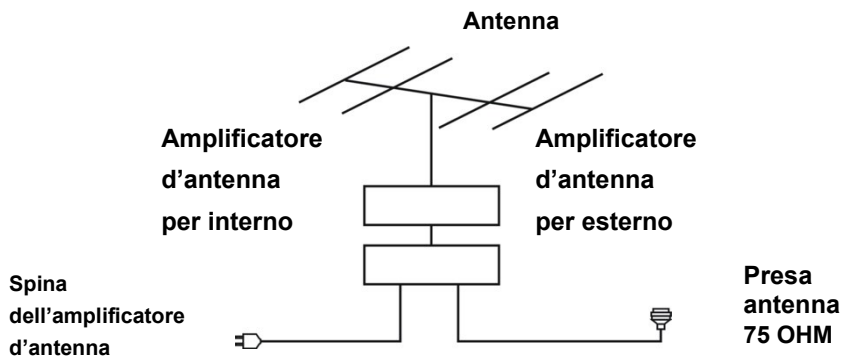 Antenna
Amplificatore
d’antenna
per interno
Amplificatore
d’antenna
per esterno
Spina
dell’amplificatore
d’antenna
Presa
antenna
75 OHM